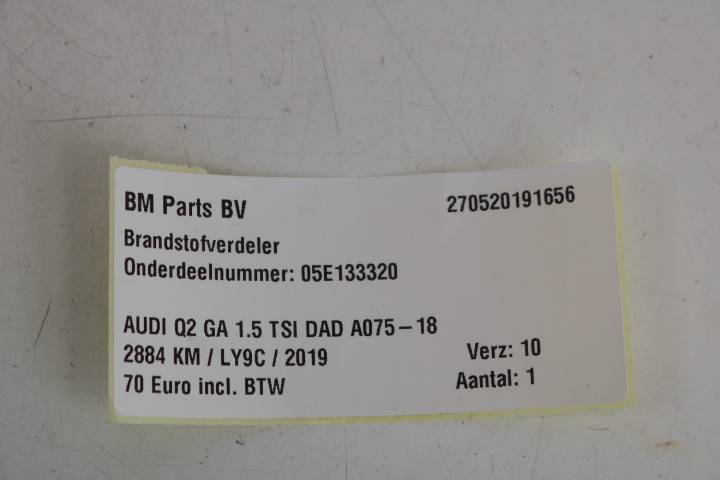 BM Parts BV 270520191656
Brandstofverdeler
Onderdeelnummer: 05E133320
AUDI Q2 GA 1.5 TSI DAD A075-18
2884 KM / LY9C / 2019 Verz: 10
70 Euro incl. BTW Aantal: 1